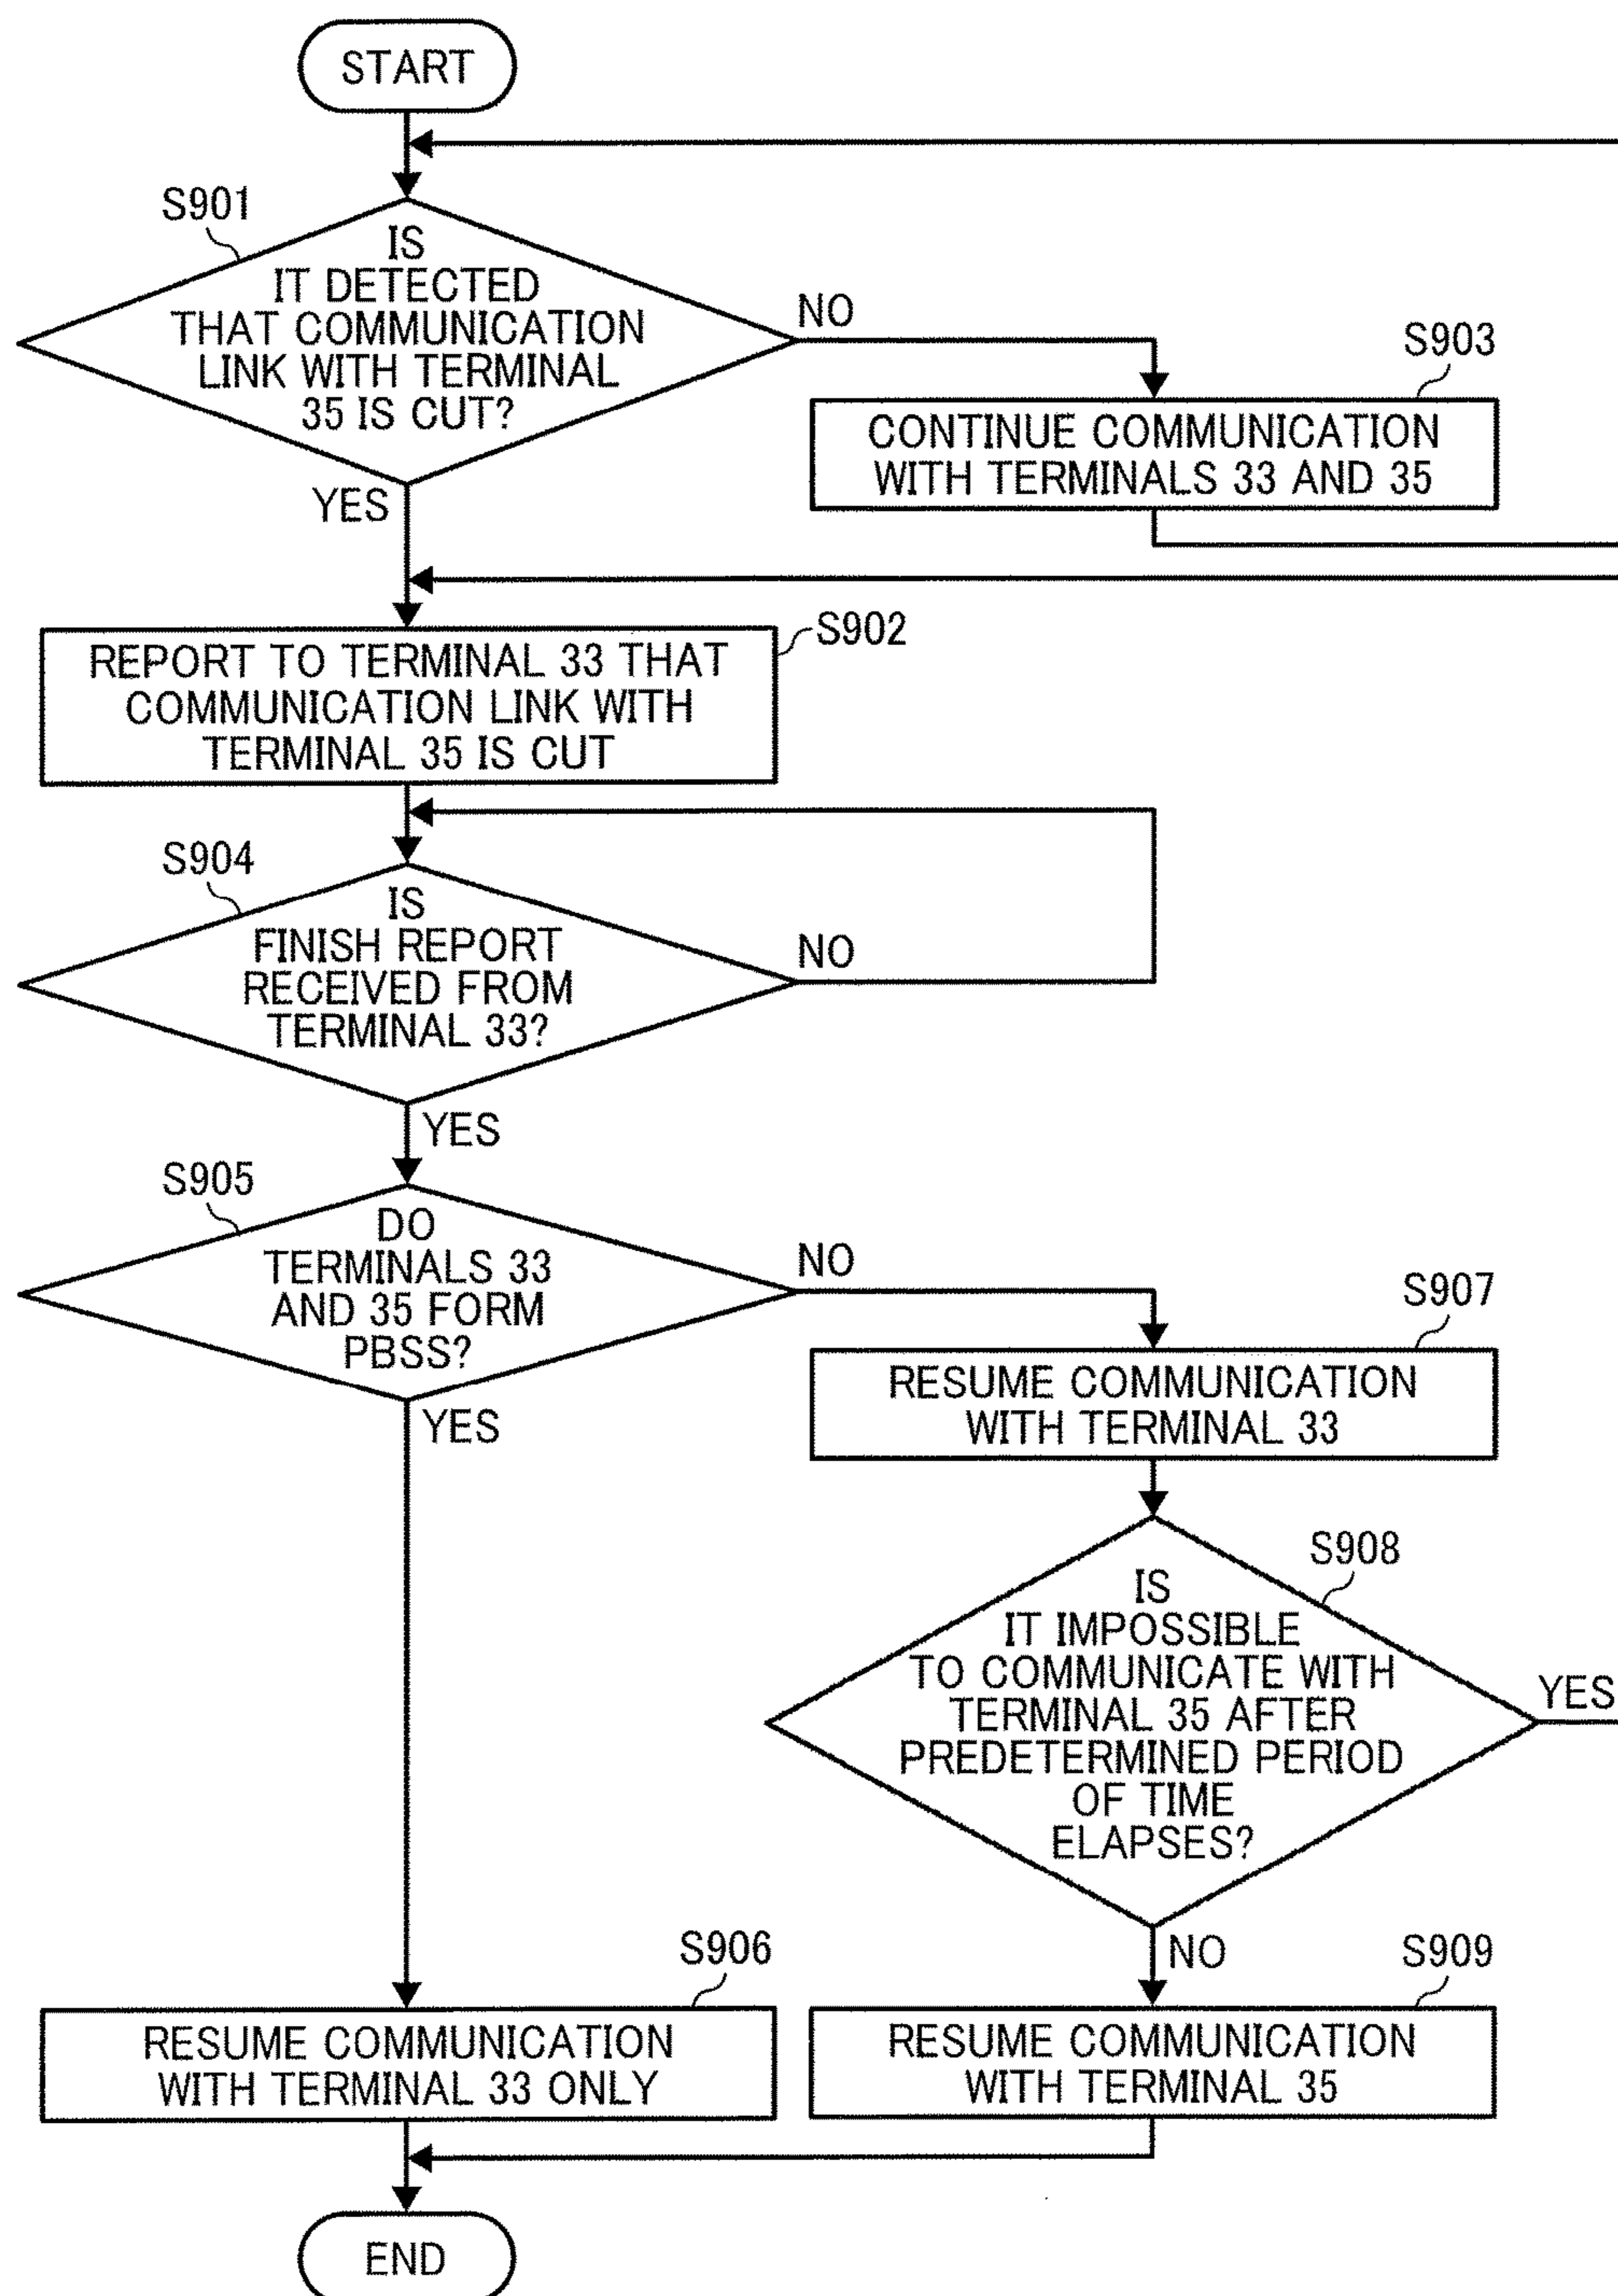 START
S901
IS
IT DETECTED
THAT COMMUNICATION
LINK WITH TERMINAL
35 IS CUT?
NO
YES
S903
CONTINUE COMMUNICATION
WITH TERMINALS 33 AND 35
S902
REPORT TO TERMINAL 33 THAT
COMMUNICATION LINK WITH
TERMINAL 35 IS CUT
S904
IS
FINISH REPORT
RECEIVED FROM
TERMINAL 33?
NO
YES
S905
DO
TERMINALS 33
AND 35 FORM
PBSS?
NO
YES
S907
RESUME COMMUNICATION
WITH TERMINAL 33
S908
IS
IT IMPOSSIBLE
TO COMMUNICATE WITH
TERMINAL 35 AFTER
PREDETERMINED PERIOD
OF TIME
ELAPSES?
YES
NO
S906
RESUME COMMUNICATION
WITH TERMINAL 33 ONLY
S909
RESUME COMMUNICATION
WITH TERMINAL 35
END